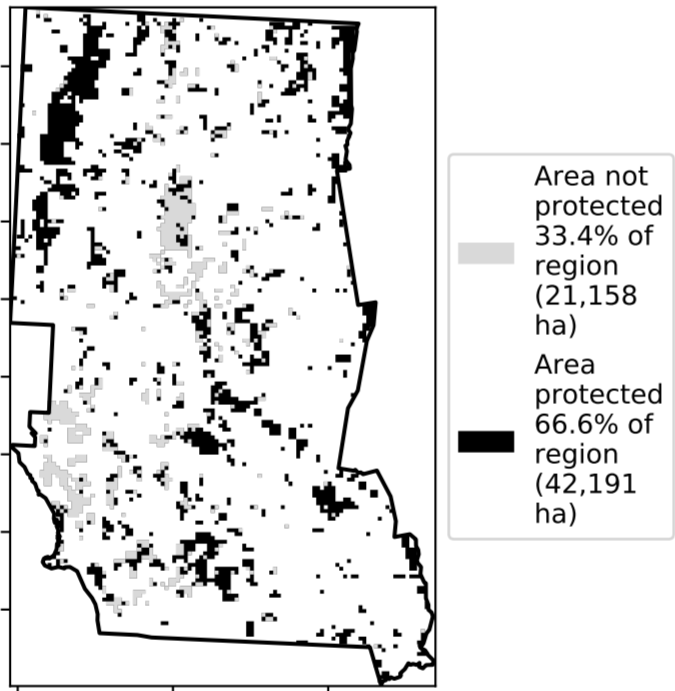 Area not
protected
33.4% of
region
(21,158
ha)
Area
protected
66.6% of
region
(42,191
ha)